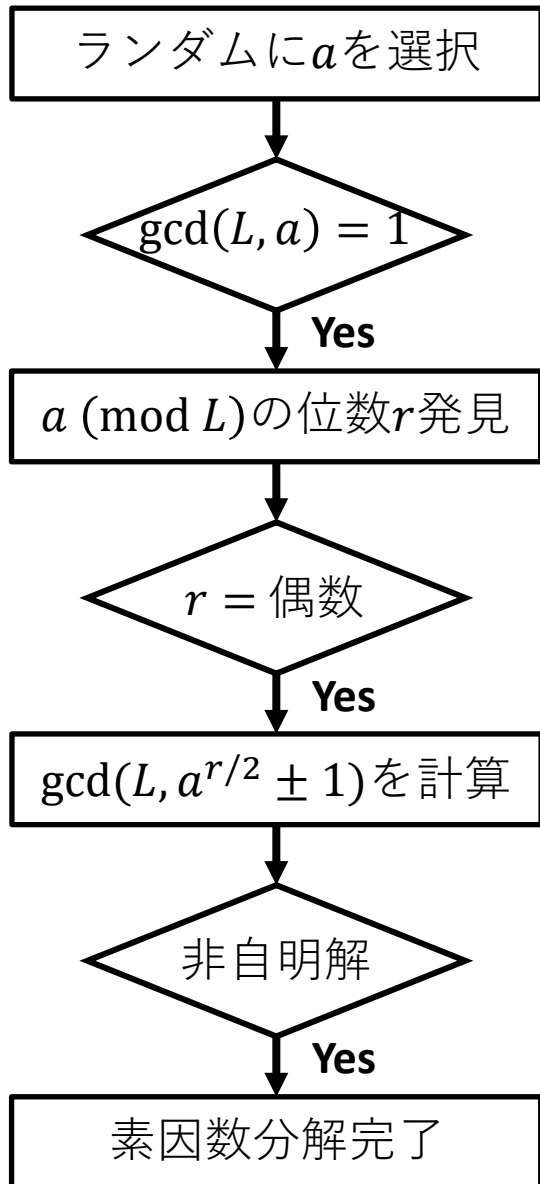 ランダムに𝑎を選択
gcd(𝐿, 𝑎) = 1
Yes
𝑎 (mod 𝐿)の位数𝑟発見
𝑟 = 偶数
Yes
gcd(𝐿, 𝑎^{𝑟/2} ± 1)を計算
非自明解
Yes
素因数分解完了